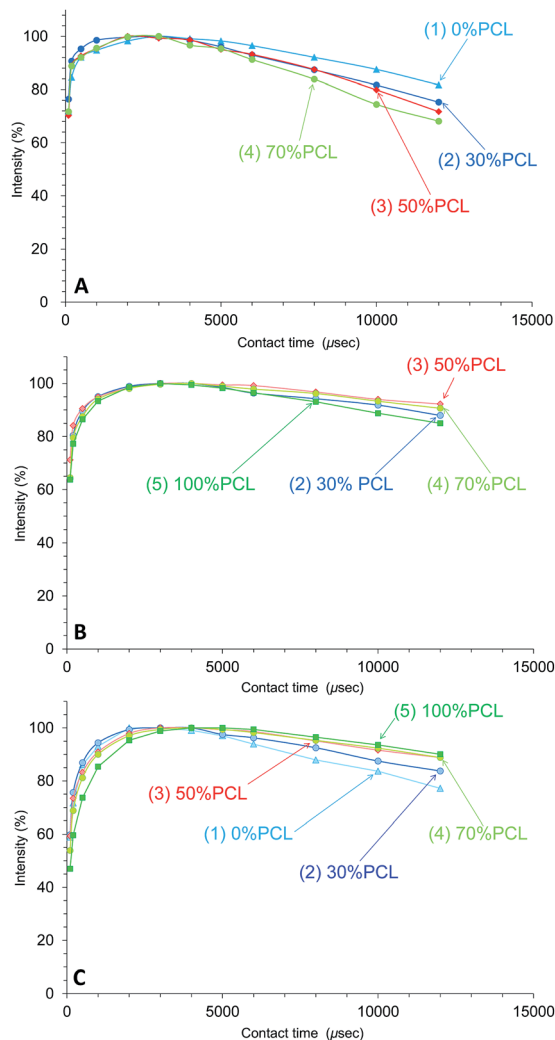 100
80
60
40
20
0
Intensity (%)
(1) 0%PCL
(4) 70%PCL
(2) 30%PCL
(3) 50%PCL
A
0
5000
10000
15000
Contact time (µsec)
100
80
60
40
20
0
Intensity (%)
(3) 50%PCL
(5) 100%PCL
(2) 30% PCL
(4) 70%PCL
B
0
5000
10000
15000
Contact time (µsec)
100
80
60
40
20
0
Intensity (%)
(5) 100%PCL
(3) 50%PCL
(1) 0%PCL
(4) 70%PCL
(2) 30%PCL
C
0
5000
10000
15000
Contact time (µsec)